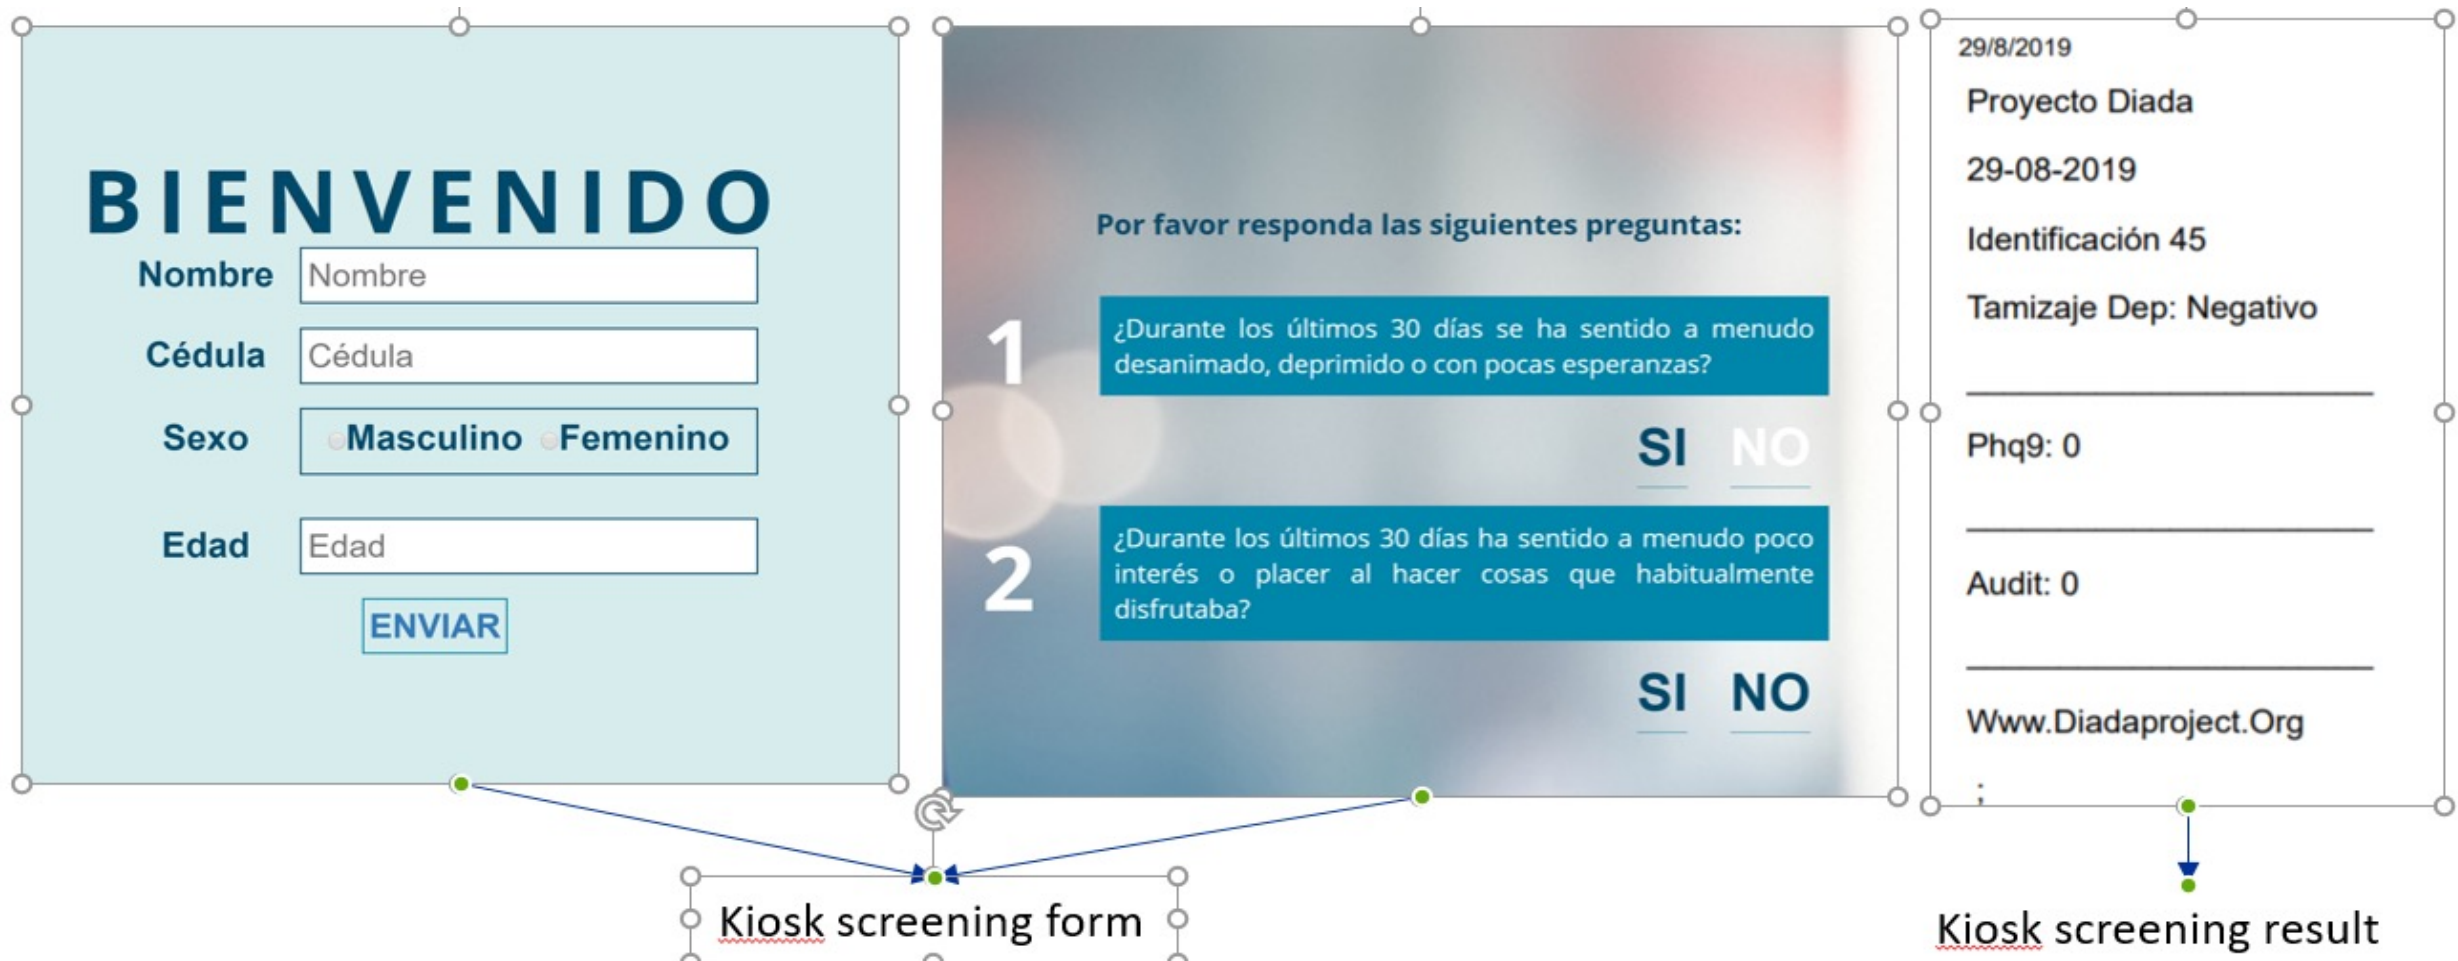 BIENVENIDO
Nombre Nombre
Cédula Cédula
Sexo Masculino Femenino
Edad Edad
ENVIAR
Por favor responda las siguientes preguntas:
1 ¿Durante los últimos 30 días se ha sentido a menudo
desanimado, deprimido o con pocas esperanzas?
SI NO
2 ¿Durante los últimos 30 días ha sentido a menudo poco
interés o placer al hacer cosas que habitualmente
disfrutaba?
SI NO
29/8/2019
Proyecto Diada
29-08-2019
Identificación 45
Tamizaje Dep: Negativo
Phq9: 0
Audit: 0
Www.Diadaproject.Org
;
Kiosk screening form
Kiosk screening result